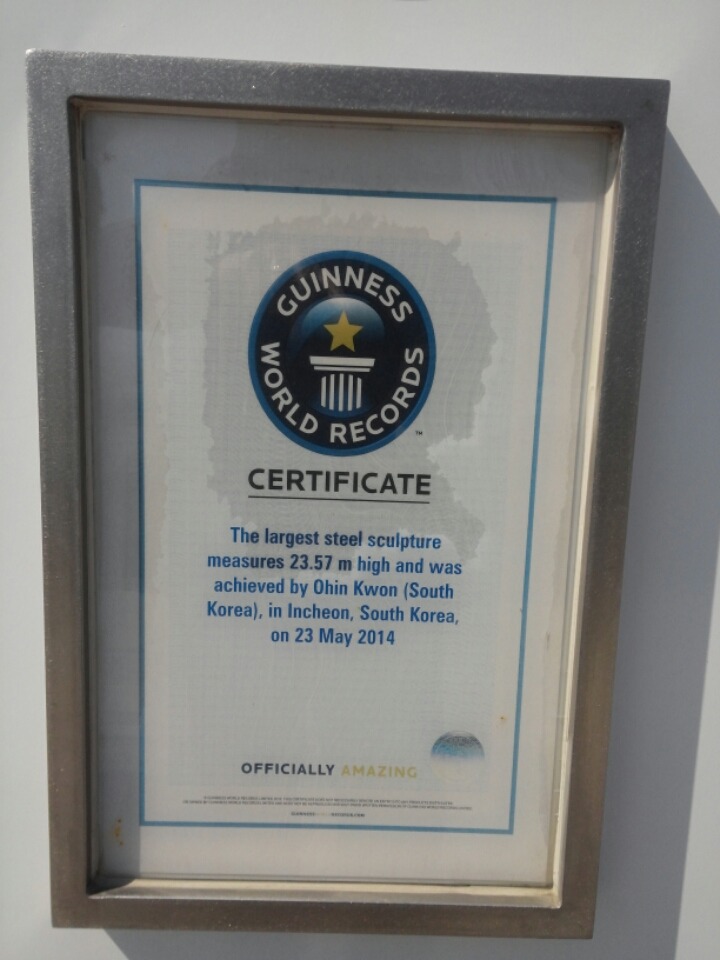 GUINNESS
WORLD RECORDS
™
CERTIFICATE
The largest steel sculpture
measures 23.57 m high and was
achieved by Ohin Kwon (South
Korea), in Incheon, South Korea,
on 23 May 2014
OFFICIALLY AMAZING